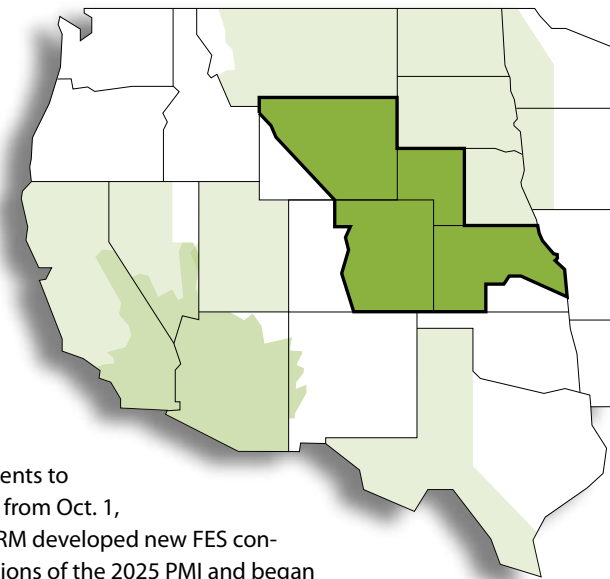 ents to
from Oct. 1,
RM developed new FES con-
ions of the 2025 PMI and began